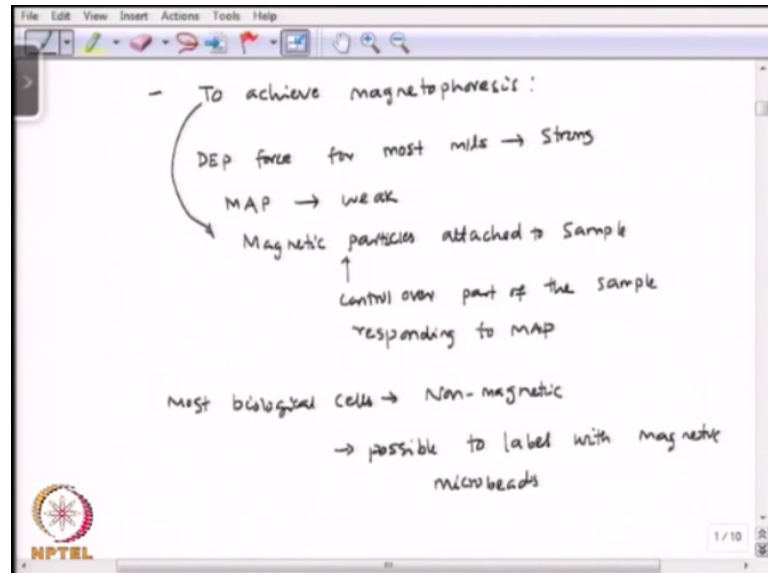 File Edit View Insert Actions Tools Help
- To achieve magnetophoresis :
DEP force for most mtls → Strong
MAP → weak
Magnetic particles attached to Sample
control over part of the sample
responding to MAP
Most biological cells → Non-magnetic
→ possible to label with magnetic
microbeads
NPTEL
1 / 10